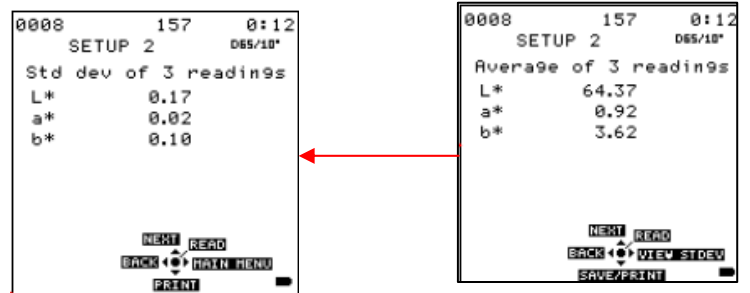 0008 157 0:12
SETUP 2 D65/10°
Std dev of 3 readings
L* 0.17
a* 0.02
b* 0.10
NEXT READ
BACK MAIN MENU
PRINT
0008 157 0:12
SETUP 2 D65/10°
Average of 3 readings
L* 64.37
a* 0.92
b* 3.62
NEXT READ
BACK VIEW STDEV
SAVE/PRINT